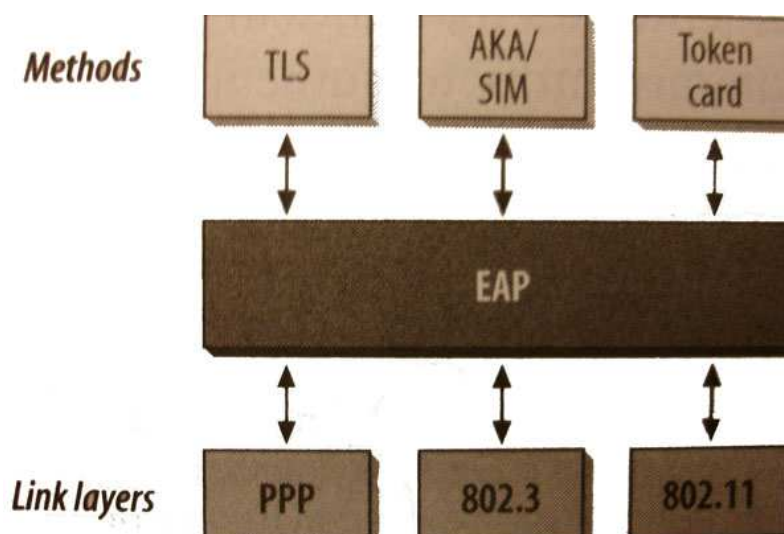 Methods
TLS
AKA/
SIM
Token
card
EAP
Link layers
PPP
802.3
802.11